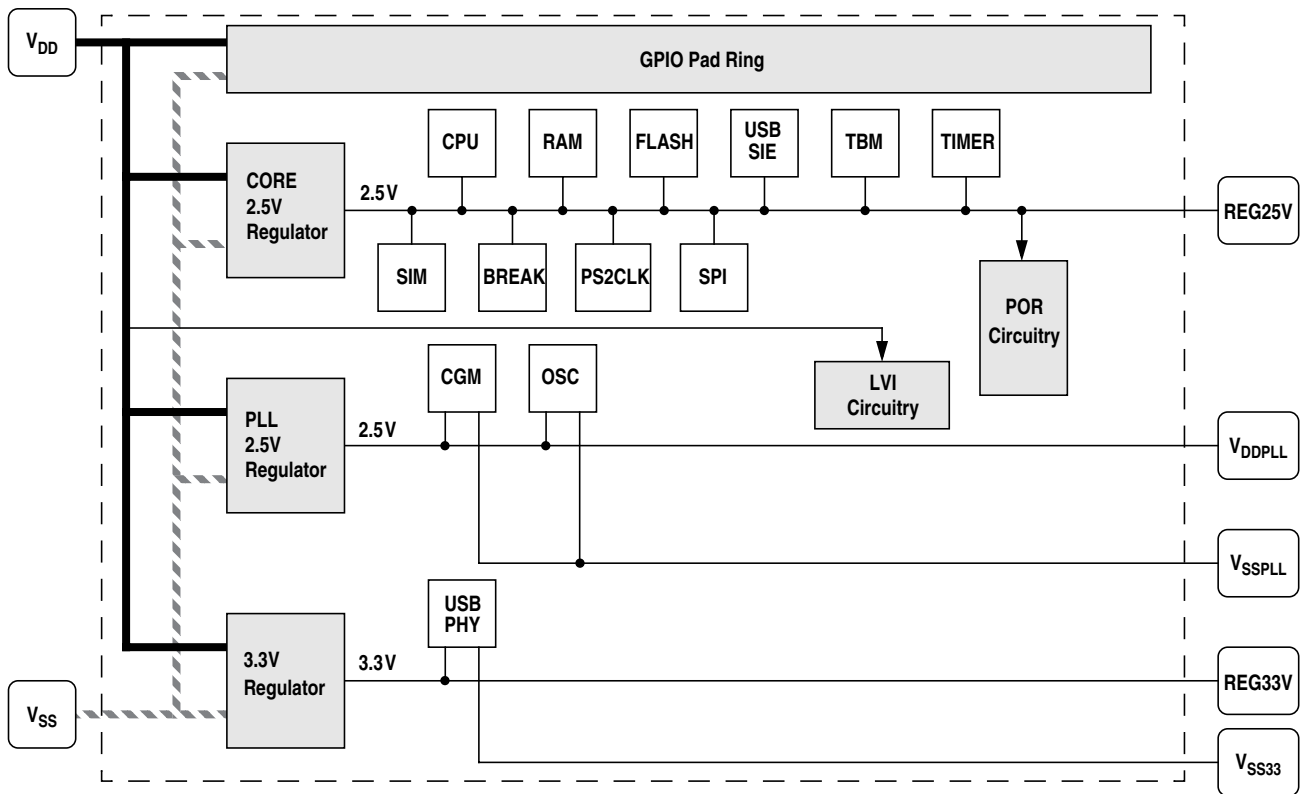 VDD
GPIO Pad Ring
CPU
RAM
FLASH
USB
SIE
TBM
TIMER
CORE
2.5V
Regulator
2.5V
REG25V
SIM
BREAK
PS2CLK
SPI
POR
Circuitry
CGM
OSC
LVI
Circuitry
PLL
2.5V
Regulator
2.5V
VDDPLL
VSSPLL
USB
PHY
3.3V
Regulator
3.3V
REG33V
VSS
VSS33